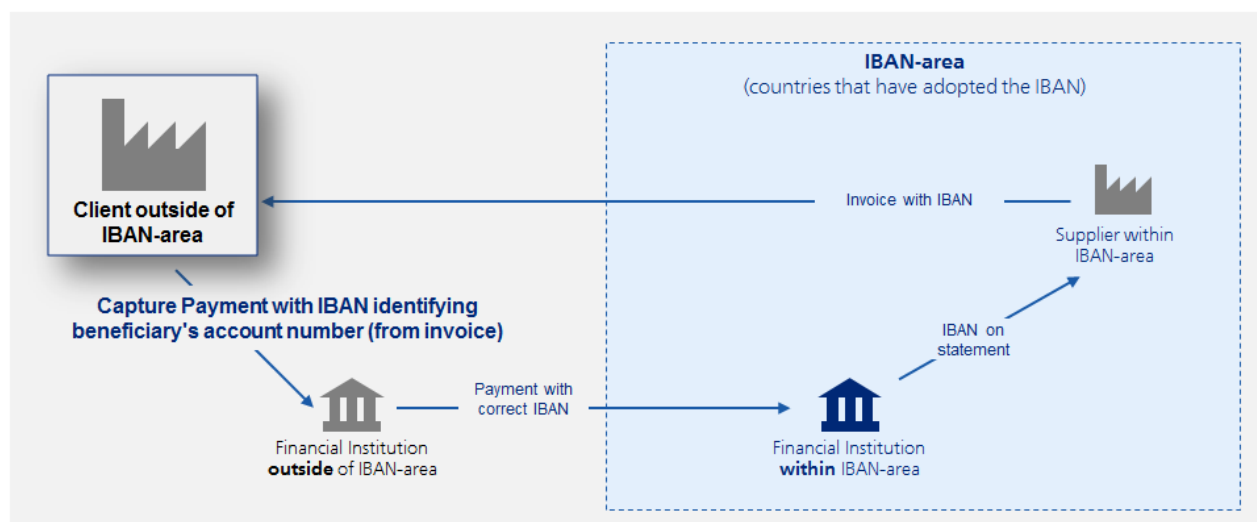 IBAN-area
(countries that have adopted the IBAN)
Client outside of
IBAN-area
Invoice with IBAN
Supplier within
IBAN-area
Capture Payment with IBAN identifying
beneficiary's account number (from invoice)
IBAN on
statement
Payment with
correct IBAN
Financial Institution
outside of IBAN-area
Financial Institution
within IBAN-area